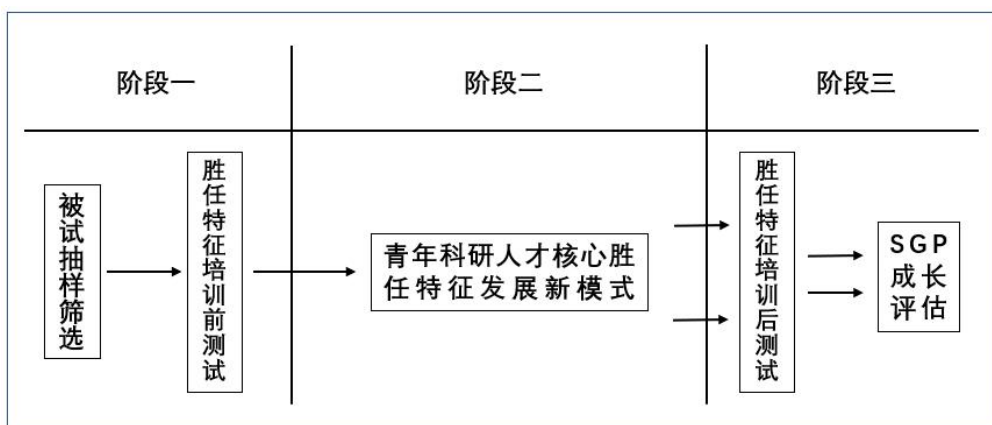 阶段一
阶段二
阶段三
被试抽样筛选
胜任特征培训前测试
青年科研人才核心胜
任特征发展新模式
胜任特征培训后测试
SGP
成长
评估